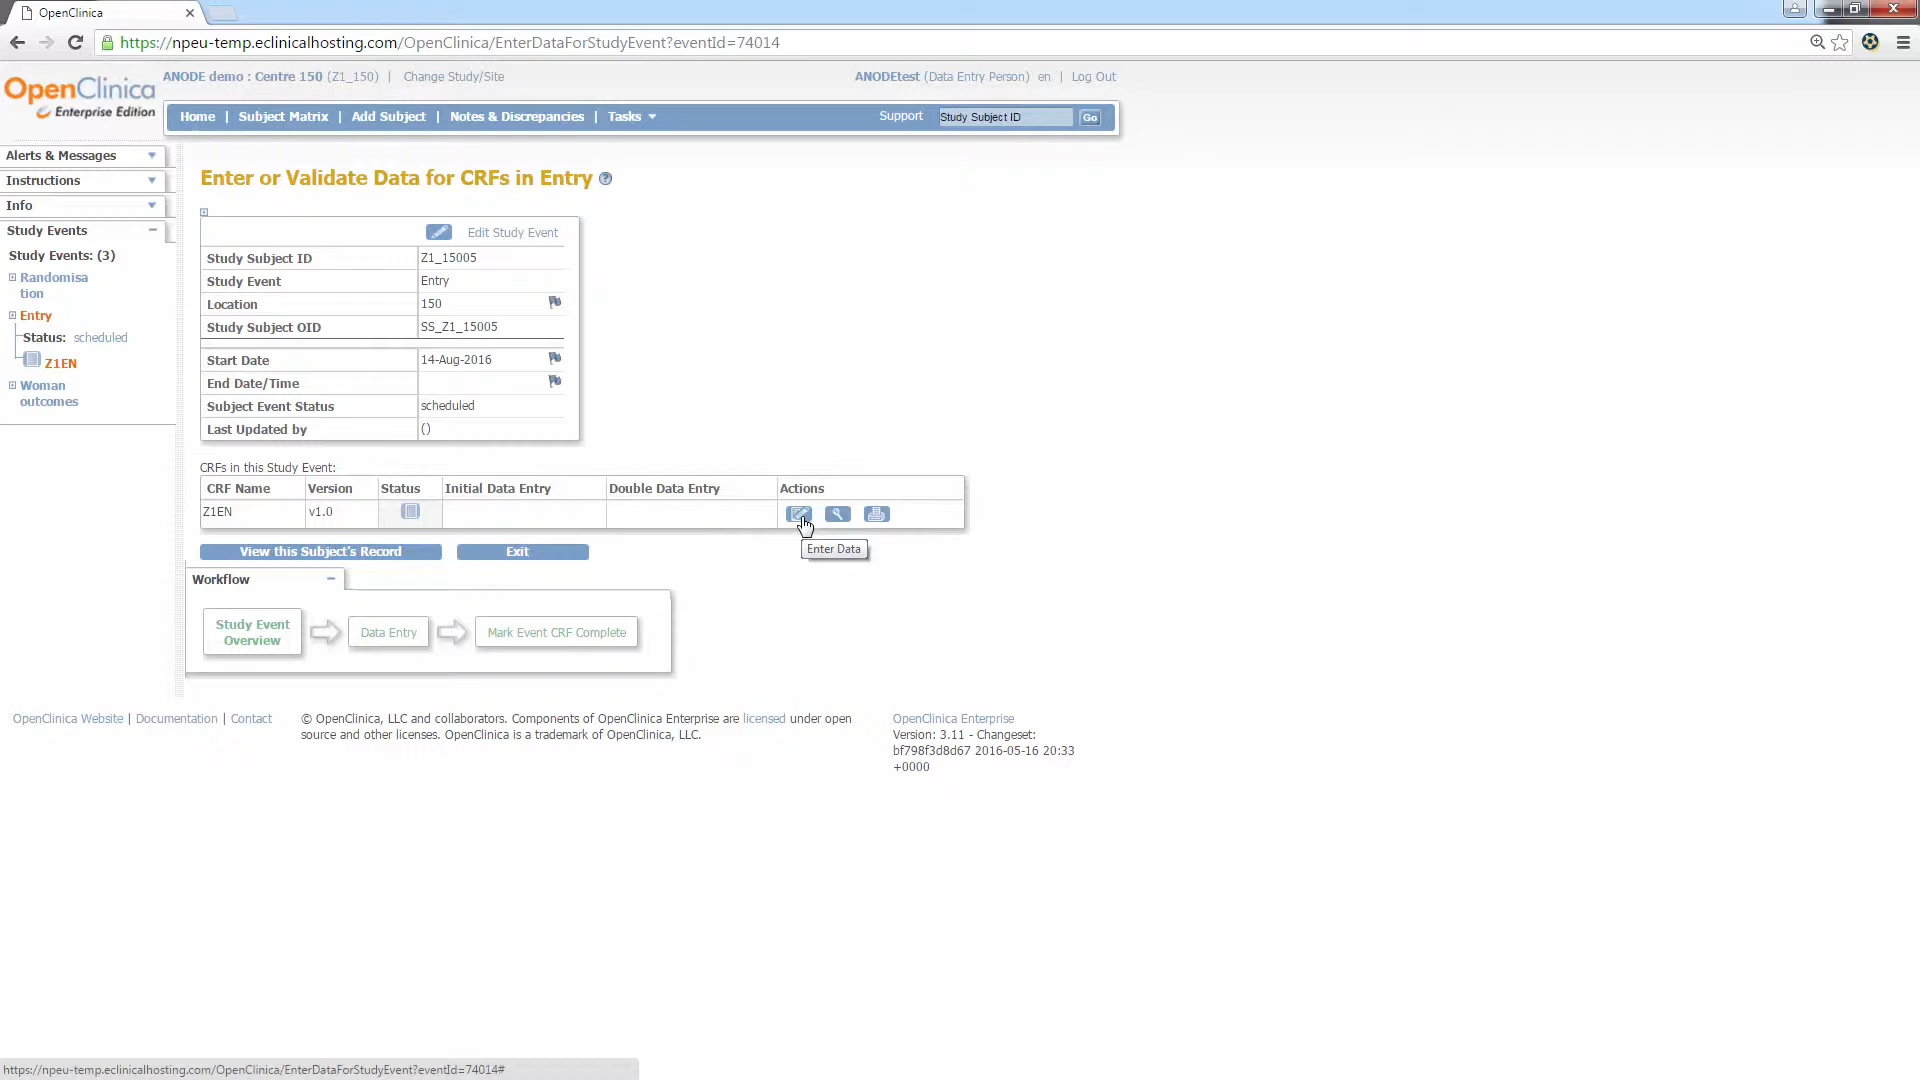 OpenClinica
https://npeu-temp.eclinicalhosting.com/OpenClinica/EnterDataForStudyEvent?eventId=74014
OpenClinica
Enterprise Edition
ANODE demo : Centre 150 (Z1_150) | Change Study/Site
ANODEtest (Data Entry Person) en | Log Out
Home | Subject Matrix | Add Subject | Notes & Discrepancies | Tasks
Support Study Subject ID Go
Alerts & Messages
Instructions
Info
Study Events
Study Events: (3)
Randomisa
tion
Entry
Status: scheduled
Z1EN
Woman
outcomes
Enter or Validate Data for CRFs in Entry ?
Edit Study Event
Study Subject ID Z1_15005
Study Event Entry
Location 150
Study Subject OID SS_Z1_15005
Start Date 14-Aug-2016
End Date/Time
Subject Event Status scheduled
Last Updated by ()
CRFs in this Study Event:
CRF Name Version Status Initial Data Entry Double Data Entry Actions
Z1EN v1.0
Enter Data
View this Subject's Record Exit
Workflow
Study Event
Overview
Data Entry
Mark Event CRF Complete
OpenClinica Website | Documentation | Contact
© OpenClinica, LLC and collaborators. Components of OpenClinica Enterprise are licensed under open
source and other licenses. OpenClinica is a trademark of OpenClinica, LLC.
OpenClinica Enterprise
Version: 3.11 - Changeset:
bf798f3d8d67 2016-05-16 20:33
+0000
https://npeu-temp.eclinicalhosting.com/OpenClinica/EnterDataForStudyEvent?eventId=74014#